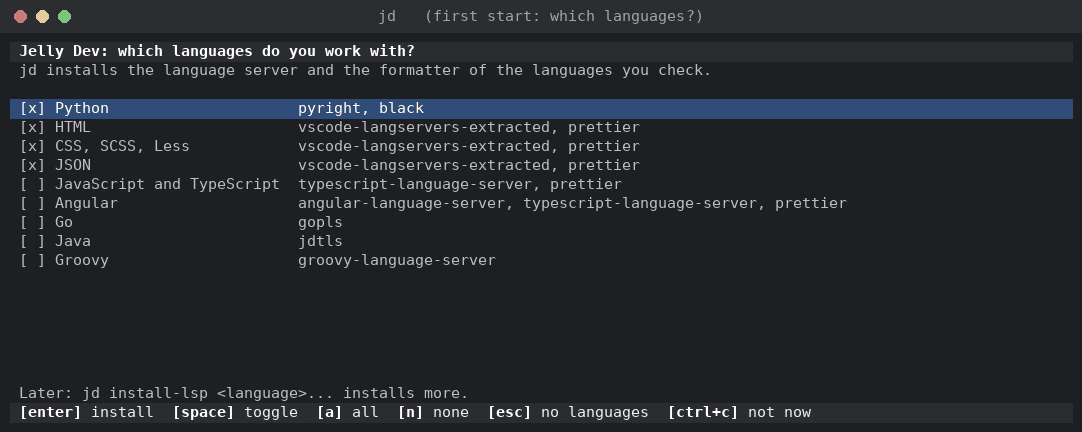 jd   (first start: which languages?)
Jelly Dev: which languages do you work with?
jd installs the language server and the formatter of the languages you check.
[x] Python                     pyright, black
[x] HTML                       vscode-langservers-extracted, prettier
[x] CSS, SCSS, Less            vscode-langservers-extracted, prettier
[x] JSON                       vscode-langservers-extracted, prettier
[ ] JavaScript and TypeScript  typescript-language-server, prettier
[ ] Angular                    angular-language-server, typescript-language-server, prettier
[ ] Go                         gopls
[ ] Java                       jdtls
[ ] Groovy                     groovy-language-server
Later: jd install-lsp <language>... installs more.
[enter] install  [space] toggle  [a] all  [n] none  [esc] no languages  [ctrl+c] not now